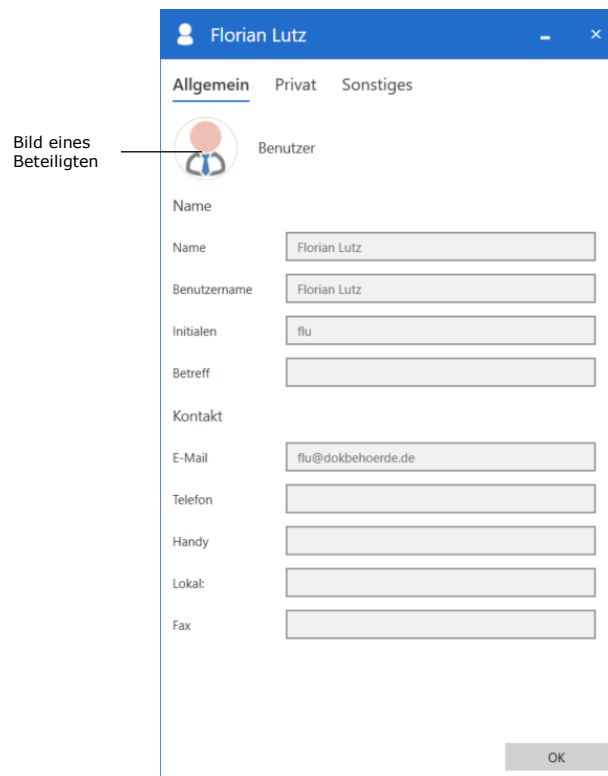 Florian Lutz
Allgemein Privat Sonstiges
Bild eines
Beteiligten
Benutzer
Name
Name Florian Lutz
Benutzername Florian Lutz
Initialen flu
Betreff
Kontakt
E-Mail flu@dokbehoerde.de
Telefon
Handy
Lokal:
Fax
OK